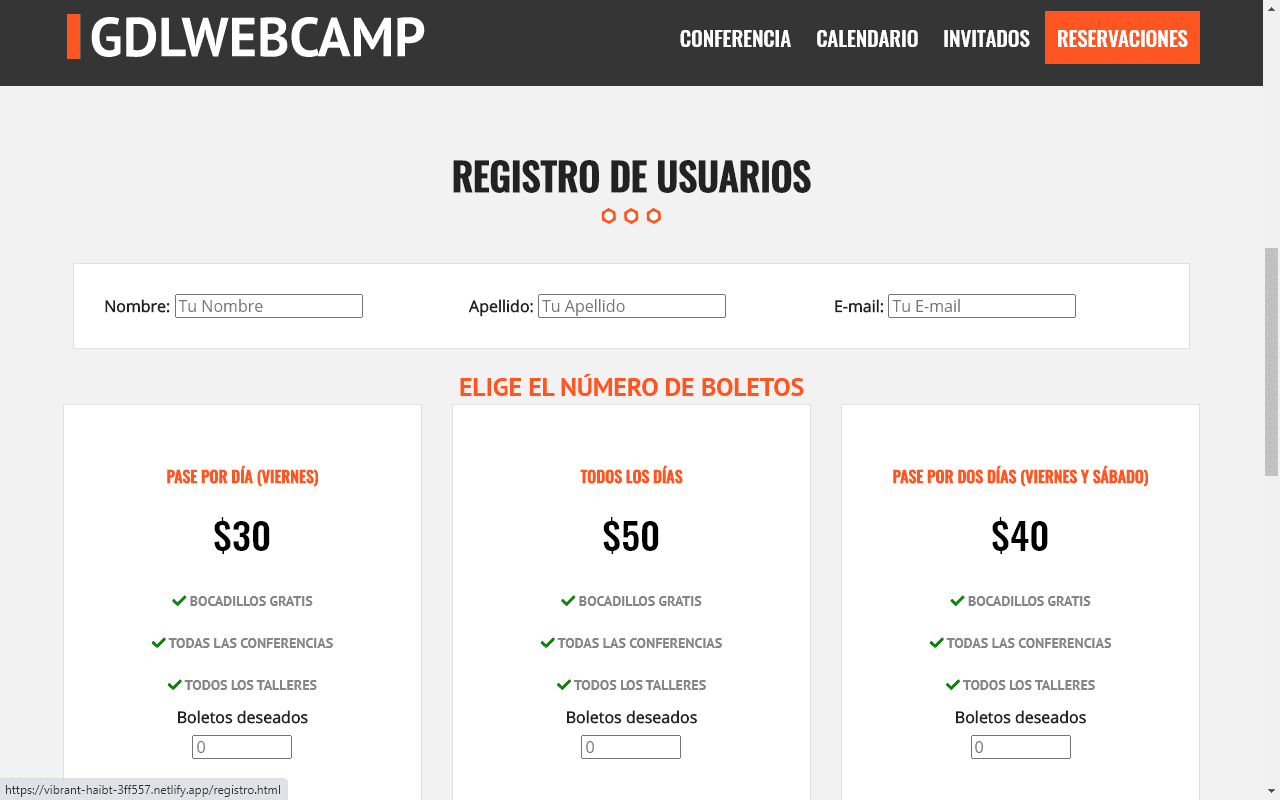 GDLWEBCAMP
CONFERENCIA CALENDARIO INVITADOS RESERVACIONES
REGISTRO DE USUARIOS
Nombre: Tu Nombre Apellido: Tu Apellido E-mail: Tu E-mail
ELIGE EL NÚMERO DE BOLETOS
PASE POR DÍA (VIERNES)
$30
BOCADILLOS GRATIS
TODAS LAS CONFERENCIAS
TODOS LOS TALLERES
Boletos deseados
0
TODOS LOS DÍAS
$50
BOCADILLOS GRATIS
TODAS LAS CONFERENCIAS
TODOS LOS TALLERES
Boletos deseados
0
PASE POR DOS DÍAS (VIERNES Y SÁBADO)
$40
BOCADILLOS GRATIS
TODAS LAS CONFERENCIAS
TODOS LOS TALLERES
Boletos deseados
0
https://vibrant-haibt-3ff557.netlify.app/registro.html